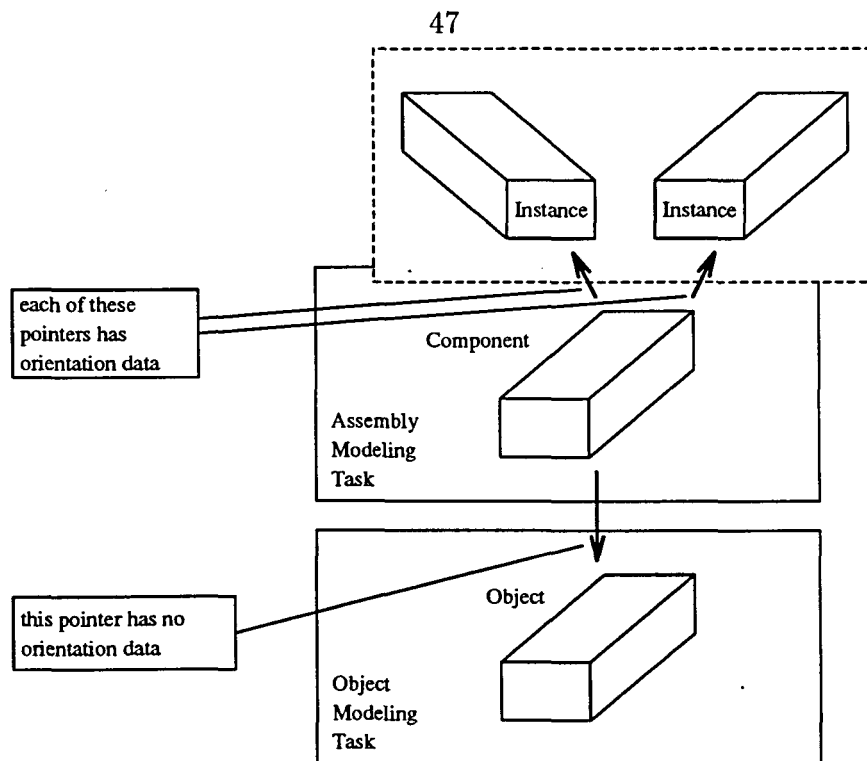 47
Instance
Instance
each of these
pointers has
orientation data
Component
Assembly
Modeling
Task
Object
this pointer has no
orientation data
Object
Modeling
Task